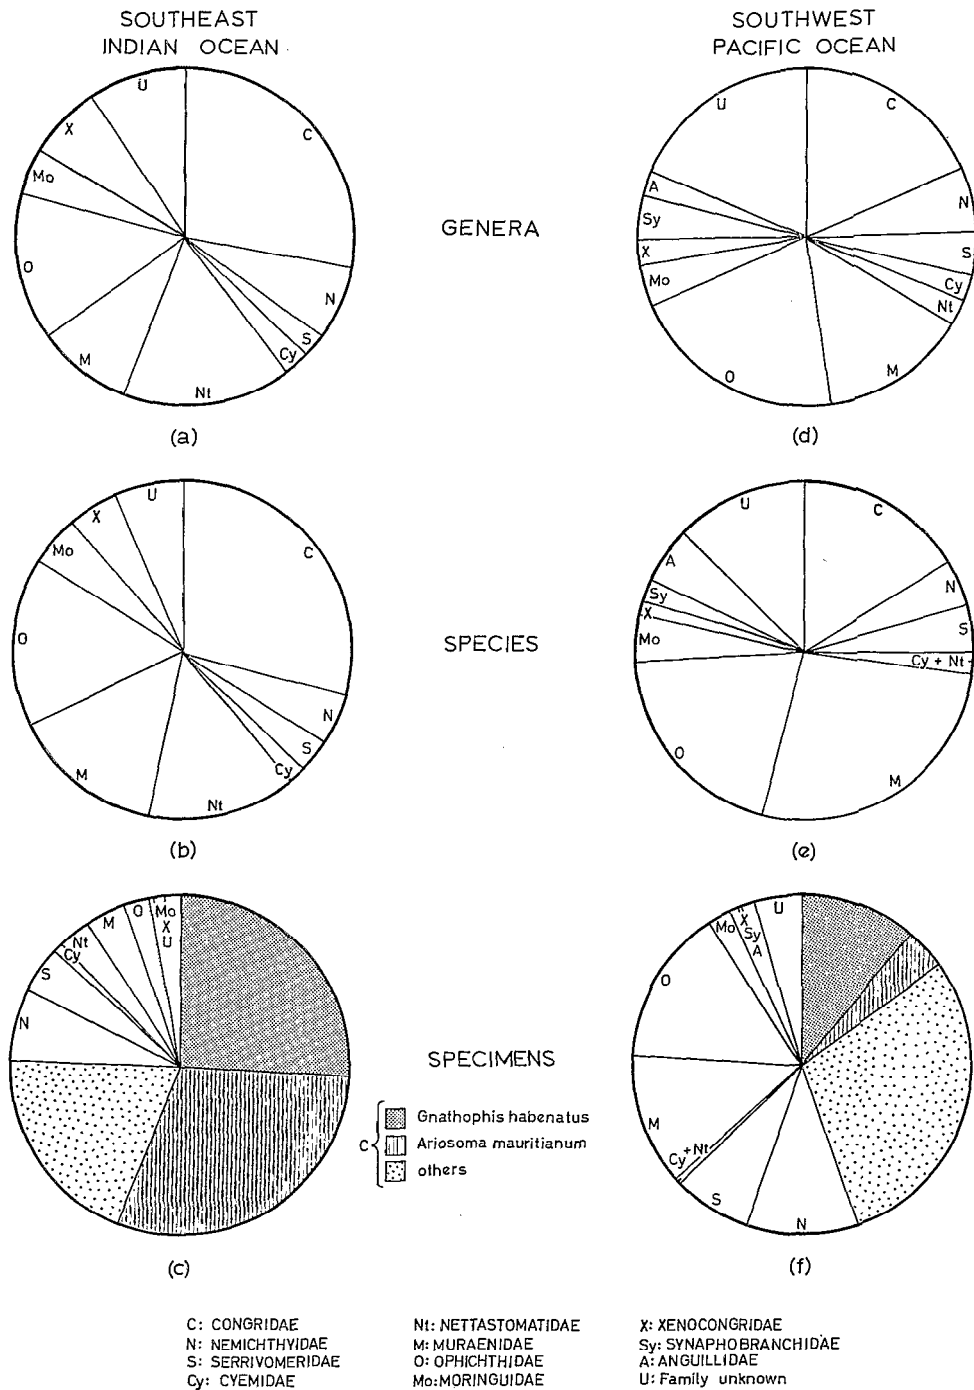 SOUTHEAST
INDIAN OCEAN
SOUTHWEST
PACIFIC OCEAN
U
C
X
Mo
O
N
S
Cy
M
Nt
(a)
GENERA
U
C
A
N
Sy
S
X
Cy
Mo
Nt
O
M
(d)
U
X
C
Mo
O
N
S
Cy
M
Nt
(b)
SPECIES
U
C
A
N
Sy
X
S
Mo
Cy + Nt
O
M
(e)
O
Mo
M
X
Nt
U
Cy
S
N
(c)
SPECIMENS
C
Gnathophis habenatus
Ariosoma mauritianum
others
U
X
Mo
Sy
A
O
M
Cy+Nt
S
N
(f)
C: CONGRIDAE
N: NEMICHTHYIDAE
S: SERRIVOMERIDAE
Cy: CYEMIDAE
Nt: NETTASTOMATIDAE
M: MURAENIDAE
O: OPHICHTHIDAE
Mo: MORINGUIDAE
X: XENOCONGRIDAE
Sy: SYNAPHOBRANCHIDAE
A: ANGUILLIDAE
U: Family unknown